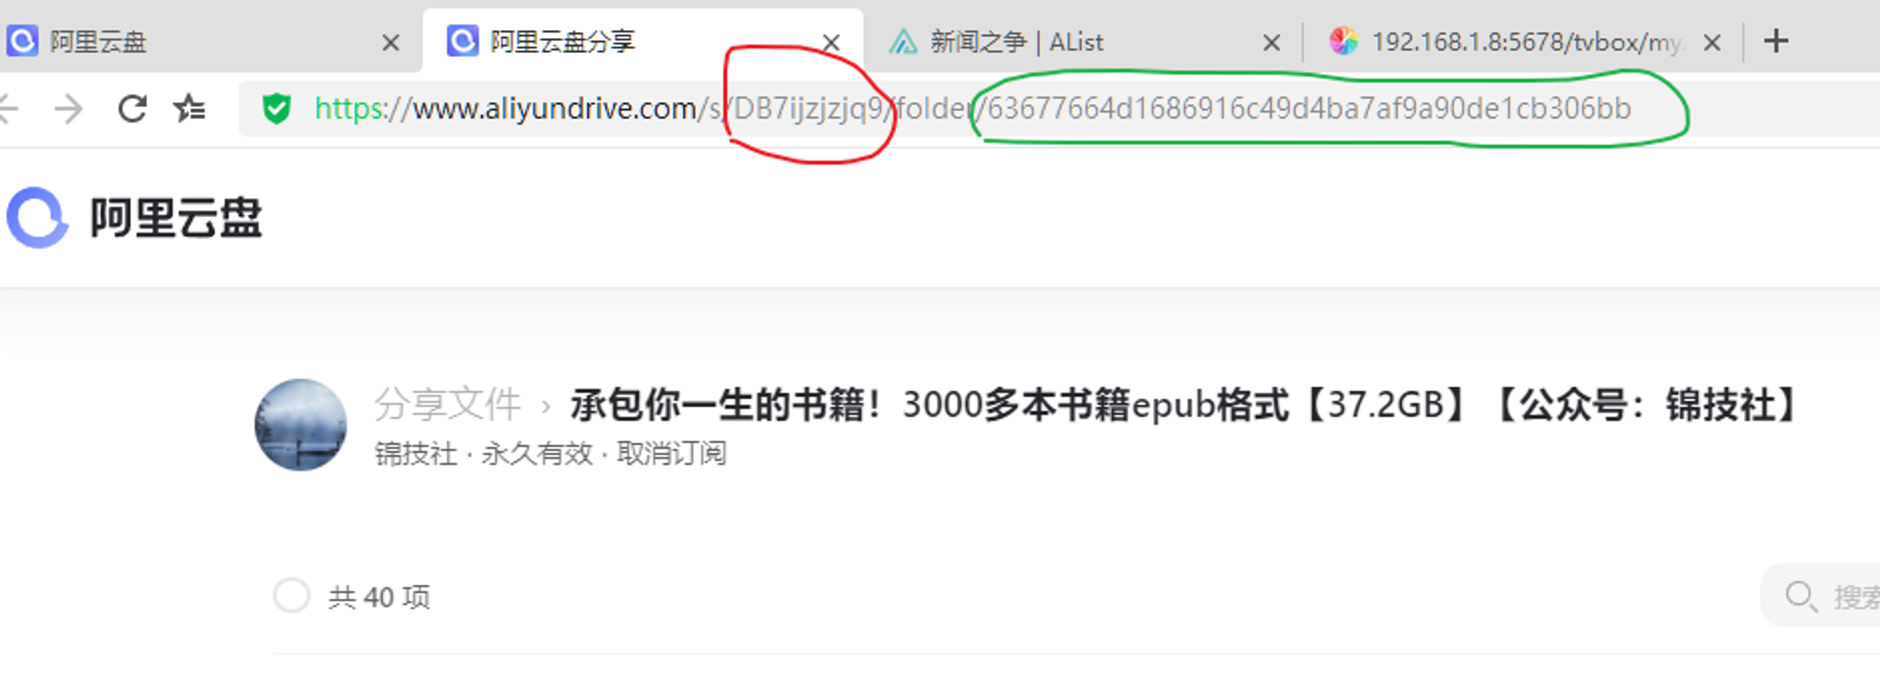 阿里云盘
阿里云盘分享
新闻之争 | AList
192.168.1.8:5678/tvbox/my
https://www.aliyundrive.com/s/DB7ijzjzjq9/folder/63677664d1686916c49d4ba7af9a90de1cb306bb
阿里云盘
分享文件 › 承包你一生的书籍！3000多本书籍epub格式【37.2GB】【公众号：锦技社】
锦技社 · 永久有效 · 取消订阅
共 40 项
搜索